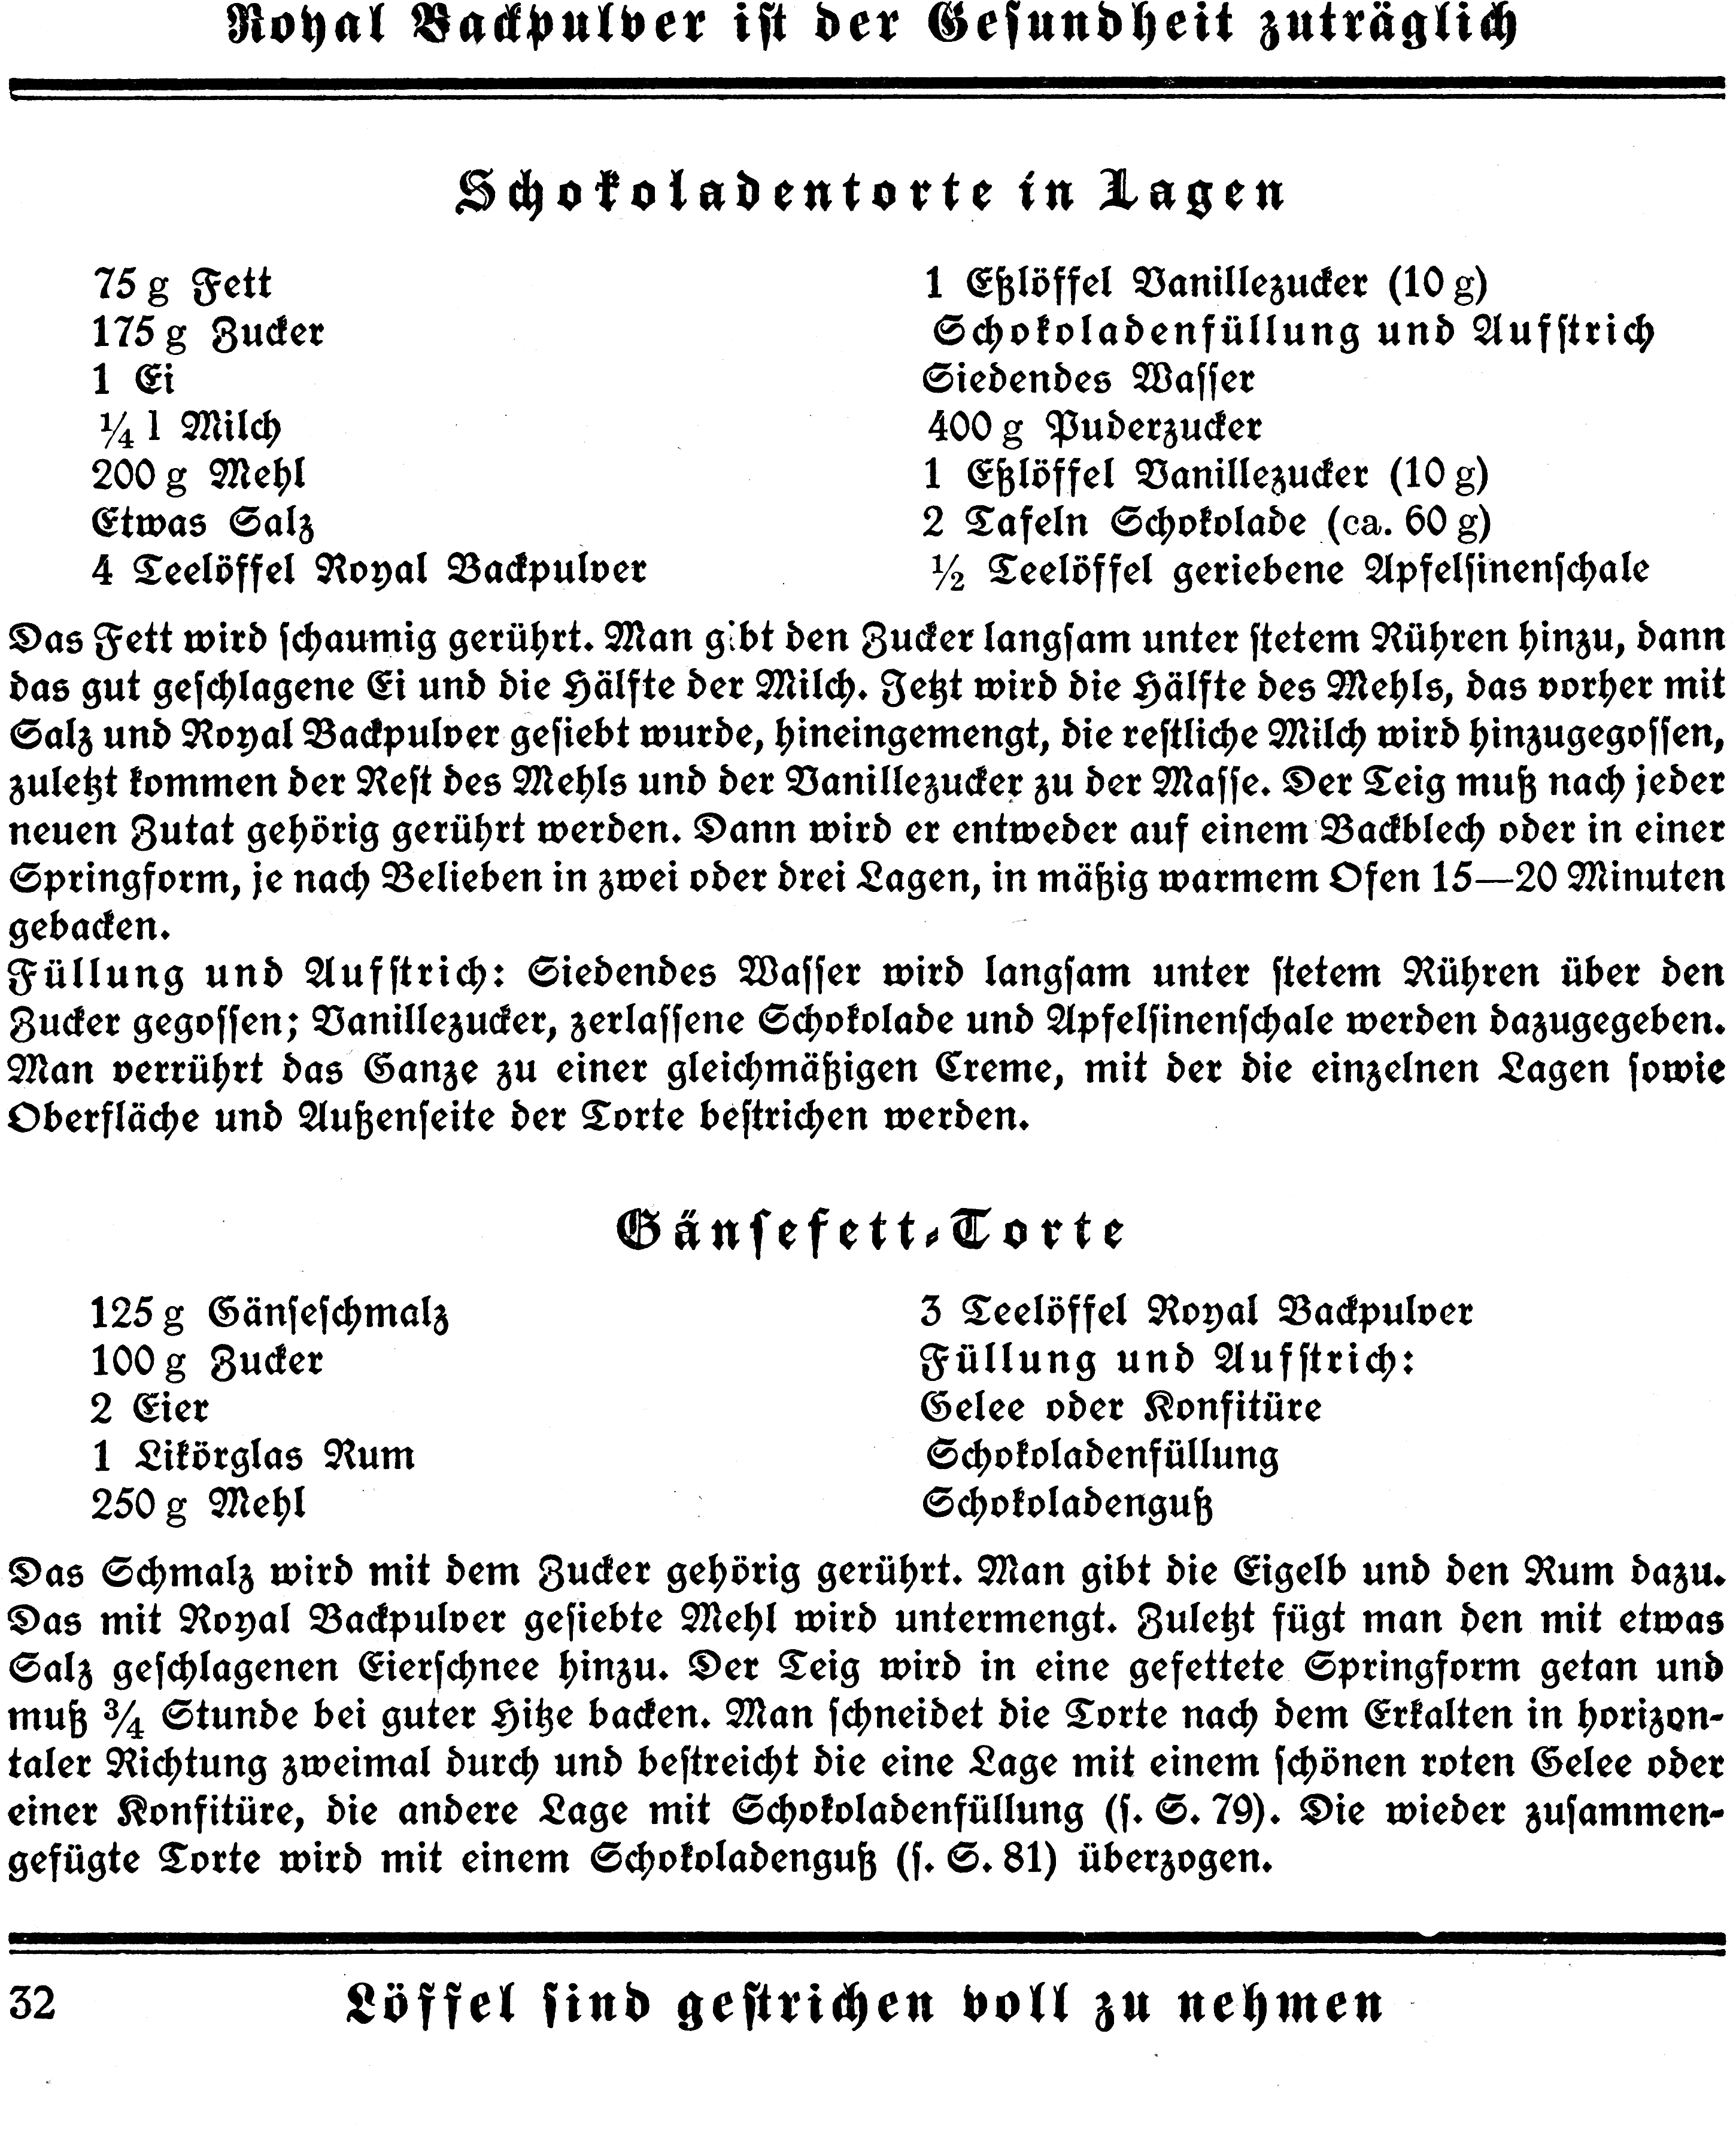 Royal Backpulver ist der Gesundheit zuträglich
Schokoladentorte in Lagen
75 g Fett
175 g Zucker
1 Ei
¼ l Milch
200 g Mehl
Etwas Salz
4 Teelöffel Royal Backpulver
1 Eßlöffel Vanillezucker (10 g)
Schokoladenfüllung und Aufstrich
Siedendes Wasser
400 g Puderzucker
1 Eßlöffel Vanillezucker (10 g)
2 Tafeln Schokolade (ca. 60 g)
½ Teelöffel geriebene Apfelsinenschale
Das Fett wird schaumig gerührt. Man gibt den Zucker langsam unter stetem Rühren hinzu, dann
das gut geschlagene Ei und die Hälfte der Milch. Jetzt wird die Hälfte des Mehls, das vorher mit
Salz und Royal Backpulver gesiebt wurde, hineingemengt, die restliche Milch wird hinzugegossen,
zuletzt kommen der Rest des Mehls und der Vanillezucker zu der Masse. Der Teig muß nach jeder
neuen Zutat gehörig gerührt werden. Dann wird er entweder auf einem Backblech oder in einer
Springform, je nach Belieben in zwei oder drei Lagen, in mäßig warmem Ofen 15—20 Minuten
gebacken.
Füllung und Aufstrich: Siedendes Wasser wird langsam unter stetem Rühren über den
Zucker gegossen; Vanillezucker, zerlassene Schokolade und Apfelsinenschale werden dazugegeben.
Man verrührt das Ganze zu einer gleichmäßigen Creme, mit der die einzelnen Lagen sowie
Oberfläche und Außenseite der Torte bestrichen werden.
Gänsefett-Torte
125 g Gänseschmalz
100 g Zucker
2 Eier
1 Likörglas Rum
250 g Mehl
3 Teelöffel Royal Backpulver
Füllung und Aufstrich:
Gelee oder Konfitüre
Schokoladenfüllung
Schokoladenguß
Das Schmalz wird mit dem Zucker gehörig gerührt. Man gibt die Eigelb und den Rum dazu.
Das mit Royal Backpulver gesiebte Mehl wird untermengt. Zuletzt fügt man den mit etwas
Salz geschlagenen Eierschnee hinzu. Der Teig wird in eine gefettete Springform getan und
muß ¾ Stunde bei guter Hitze backen. Man schneidet die Torte nach dem Erkalten in horizon-
taler Richtung zweimal durch und bestreicht die eine Lage mit einem schönen roten Gelee oder
einer Konfitüre, die andere Lage mit Schokoladenfüllung (s. S. 79). Die wieder zusammen-
gefügte Torte wird mit einem Schokoladenguß (s. S. 81) überzogen.
32
Löffel sind gestrichen voll zu nehmen